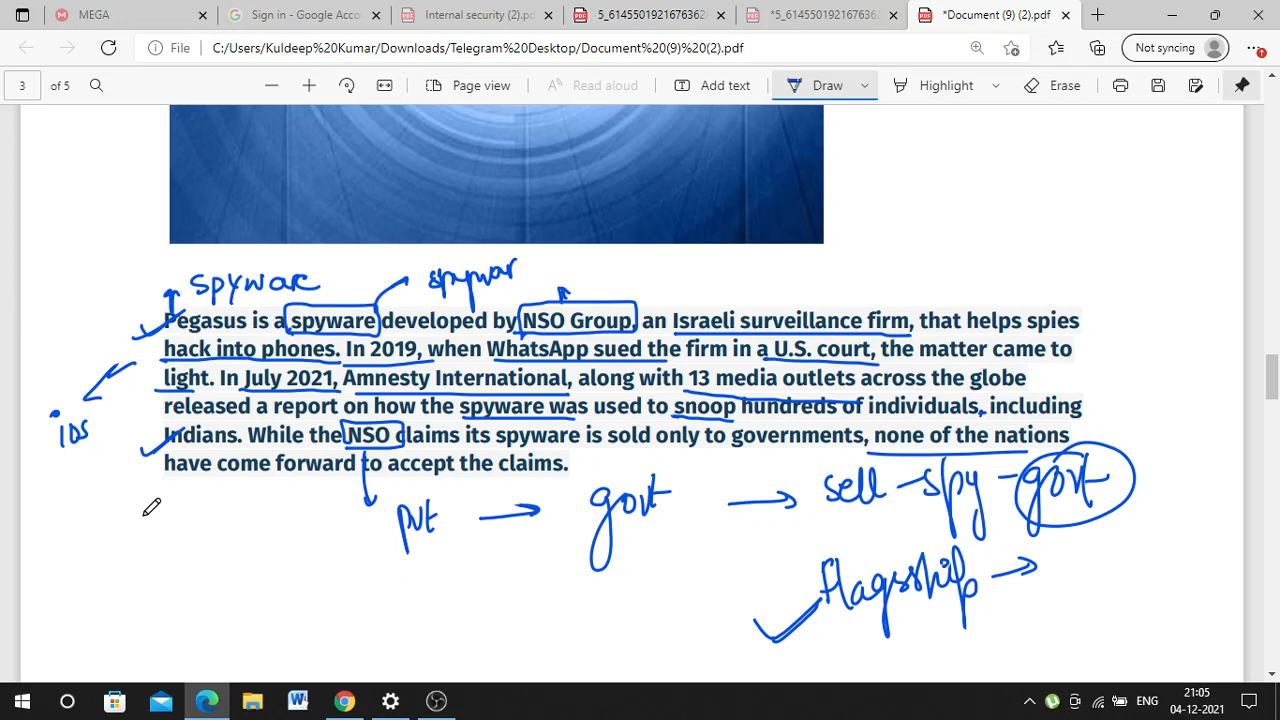 MEGA
Sign in - Google Acco
Internal security (2).pdf
5_6145501921676362
*5_614550192167636
*Document (9) (2).pdf
File
C:/Users/Kuldeep%20Kumar/Downloads/Telegram%20Desktop/Document%20(9)%20(2).pdf
Not syncing
3 of 5
Page view
Read aloud
Add text
Draw
Highlight
Erase
spyware
spywar
Pegasus is a spyware developed by NSO Group, an Israeli surveillance firm, that helps spies
hack into phones. In 2019, when WhatsApp sued the firm in a U.S. court, the matter came to
light. In July 2021, Amnesty International, along with 13 media outlets across the globe
released a report on how the spyware was used to snoop hundreds of individuals, including
Indians. While the NSO claims its spyware is sold only to governments, none of the nations
have come forward to accept the claims.
ios
pvt → govt → sell - spy - govt
flagship →
ENG
21:05
04-12-2021